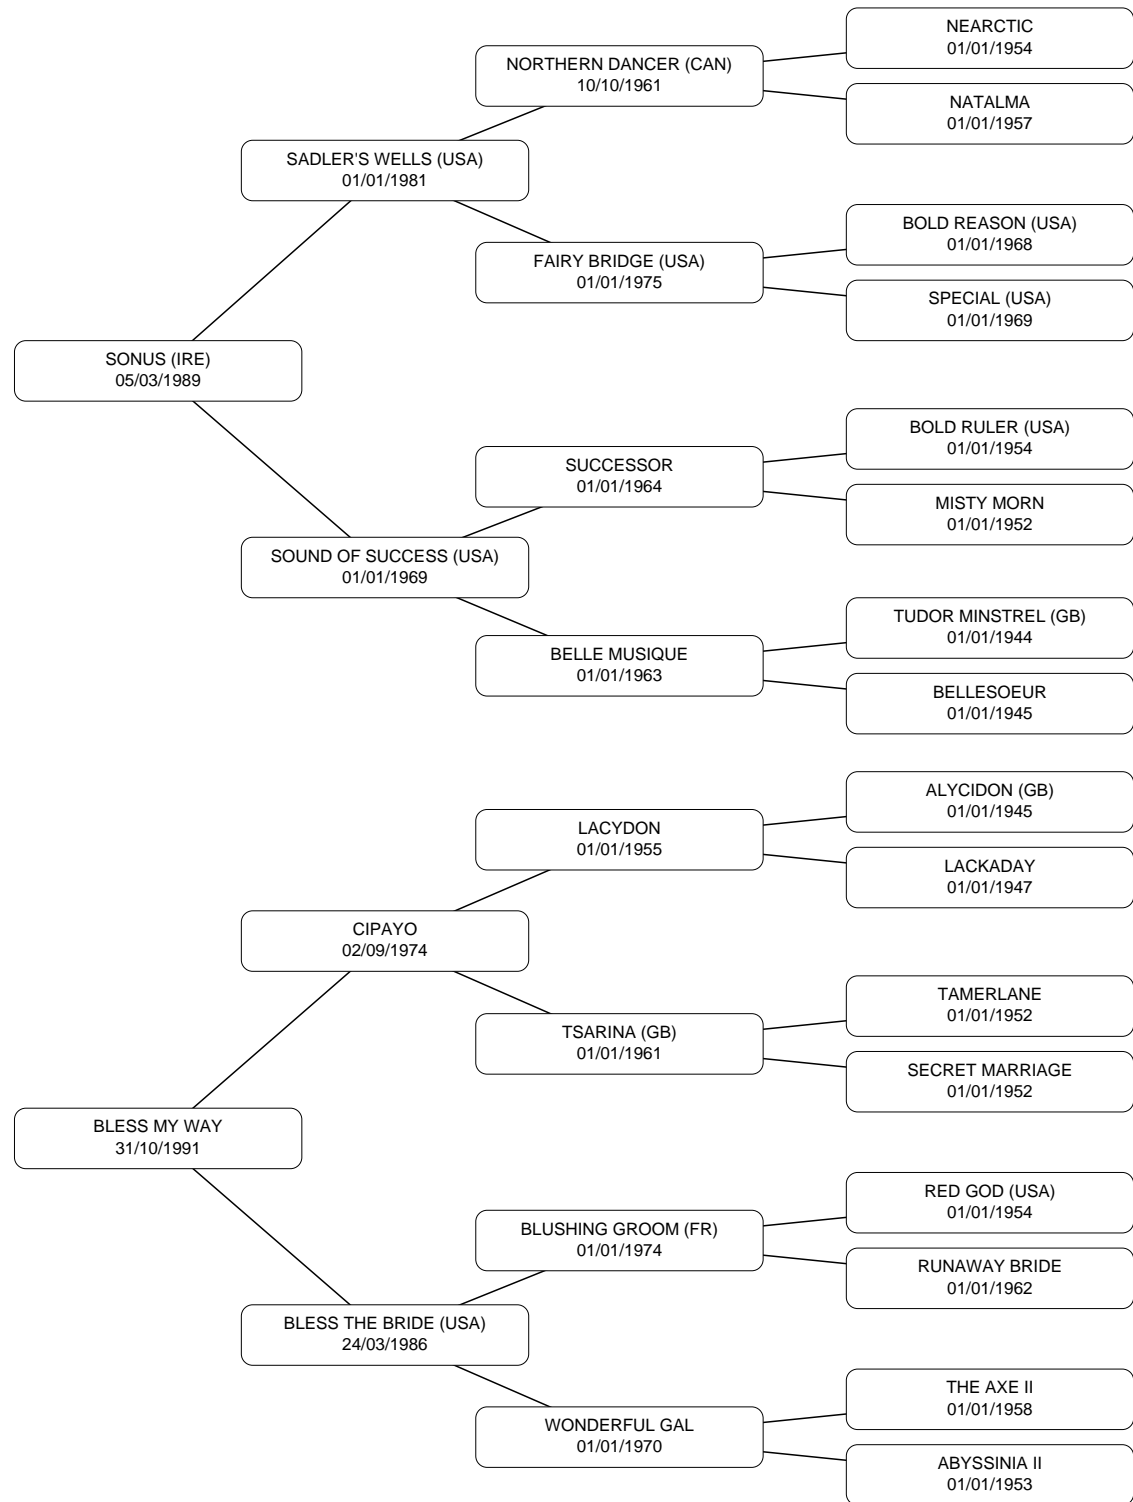 NEARCTIC
01/01/1954
NORTHERN DANCER (CAN)
10/10/1961
NATALMA
01/01/1957
SADLER'S WELLS (USA)
01/01/1981
BOLD REASON (USA)
01/01/1968
FAIRY BRIDGE (USA)
01/01/1975
SPECIAL (USA)
01/01/1969
SONUS (IRE)
05/03/1989
BOLD RULER (USA)
01/01/1954
SUCCESSOR
01/01/1964
MISTY MORN
01/01/1952
SOUND OF SUCCESS (USA)
01/01/1969
TUDOR MINSTREL (GB)
01/01/1944
BELLE MUSIQUE
01/01/1963
BELLESOEUR
01/01/1945
ALYCIDON (GB)
01/01/1945
LACYDON
01/01/1955
LACKADAY
01/01/1947
CIPAYO
02/09/1974
TAMERLANE
01/01/1952
TSARINA (GB)
01/01/1961
SECRET MARRIAGE
01/01/1952
BLESS MY WAY
31/10/1991
RED GOD (USA)
01/01/1954
BLUSHING GROOM (FR)
01/01/1974
RUNAWAY BRIDE
01/01/1962
BLESS THE BRIDE (USA)
24/03/1986
THE AXE II
01/01/1958
WONDERFUL GAL
01/01/1970
ABYSSINIA II
01/01/1953